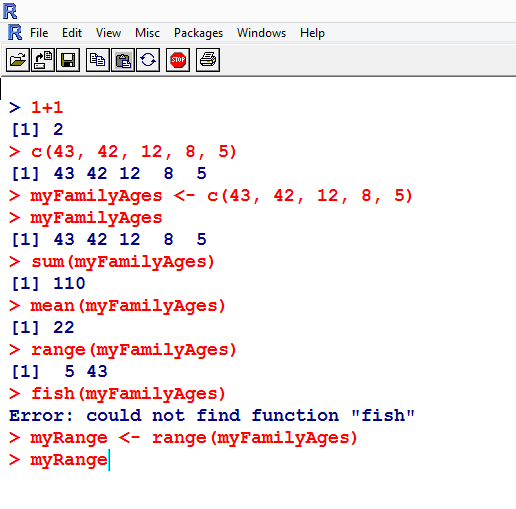 R
R File Edit View Misc Packages Windows Help
STOP
> 1+1
[1] 2
> c(43, 42, 12, 8, 5)
[1] 43 42 12  8  5
> myFamilyAges <- c(43, 42, 12, 8, 5)
> myFamilyAges
[1] 43 42 12  8  5
> sum(myFamilyAges)
[1] 110
> mean(myFamilyAges)
[1] 22
> range(myFamilyAges)
[1]  5 43
> fish(myFamilyAges)
Error: could not find function "fish"
> myRange <- range(myFamilyAges)
> myRange